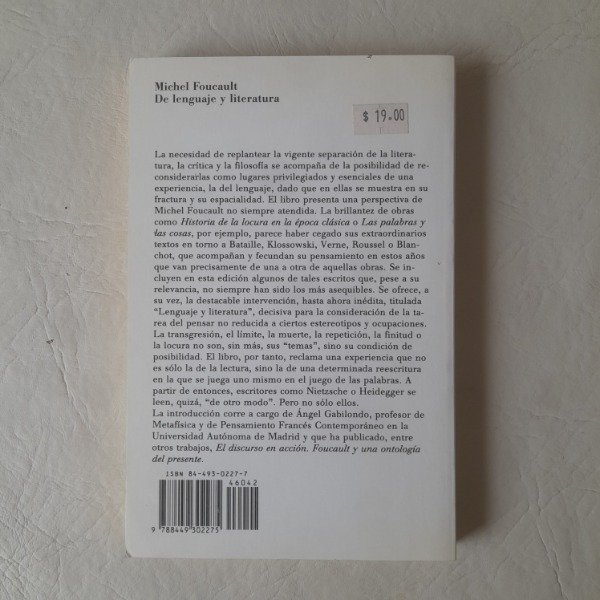 Michel Foucault
De lenguaje y literatura
$ 19.00
La necesidad de replantear la vigente separación de la litera-
tura, la crítica y la filosofía se acompaña de la posibilidad de re-
considerarlas como lugares privilegiados y esenciales de una
experiencia, la del lenguaje, dado que en ellas se muestra en su
fractura y su espacialidad. El libro presenta una perspectiva de
Michel Foucault no siempre atendida. La brillantez de obras
como Historia de la locura en la época clásica o Las palabras y
las cosas, por ejemplo, parece haber cegado sus extraordinarios
textos en torno a Bataille, Klossowski, Verne, Roussel o Blan-
chot, que acompañan y fecundan su pensamiento en estos años
que van precisamente de una a otra de aquellas obras. Se in-
cluyen en esta edición algunos de tales escritos que, pese a su
relevancia, no siempre han sido los más asequibles. Se ofrece, a
su vez, la destacable intervención, hasta ahora inédita, titulada
"Lenguaje y literatura", decisiva para la consideración de la ta-
rea del pensar no reducida a ciertos estereotipos y ocupaciones.
La transgresión, el límite, la muerte, la repetición, la finitud o
la locura no son, sin más, sus "temas", sino su condición de
posibilidad. El libro, por tanto, reclama una experiencia que no
es sólo la de la lectura, sino la de una determinada reescritura
en la que se juega uno mismo en el juego de las palabras. A
partir de entonces, escritores como Nietzsche o Heidegger se
leen, quizá, "de otro modo". Pero no sólo ellos.
La introducción corre a cargo de Ángel Gabilondo, profesor de
Metafísica y de Pensamiento Francés Contemporáneo en la
Universidad Autónoma de Madrid y que ha publicado, entre
otros trabajos, El discurso en acción. Foucault y una ontología
del presente.
ISBN 84-493-0227-7
46042
9 788449 302275